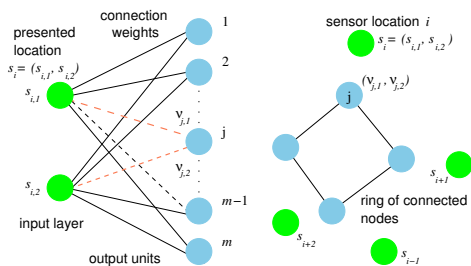 presented
location
s_i = (s_{i,1}, s_{i,2})
s_{i,1}
s_{i,2}
input layer
connection
weights
1
2
ν_{j,1}
j
ν_{j,2}
m−1
m
output units
sensor location i
s_i = (s_{i,1}, s_{i,2})
(ν_{j,1}, ν_{j,2})
j
s_{i+1}
ring of connected
nodes
s_{i+2}
s_{i−1}